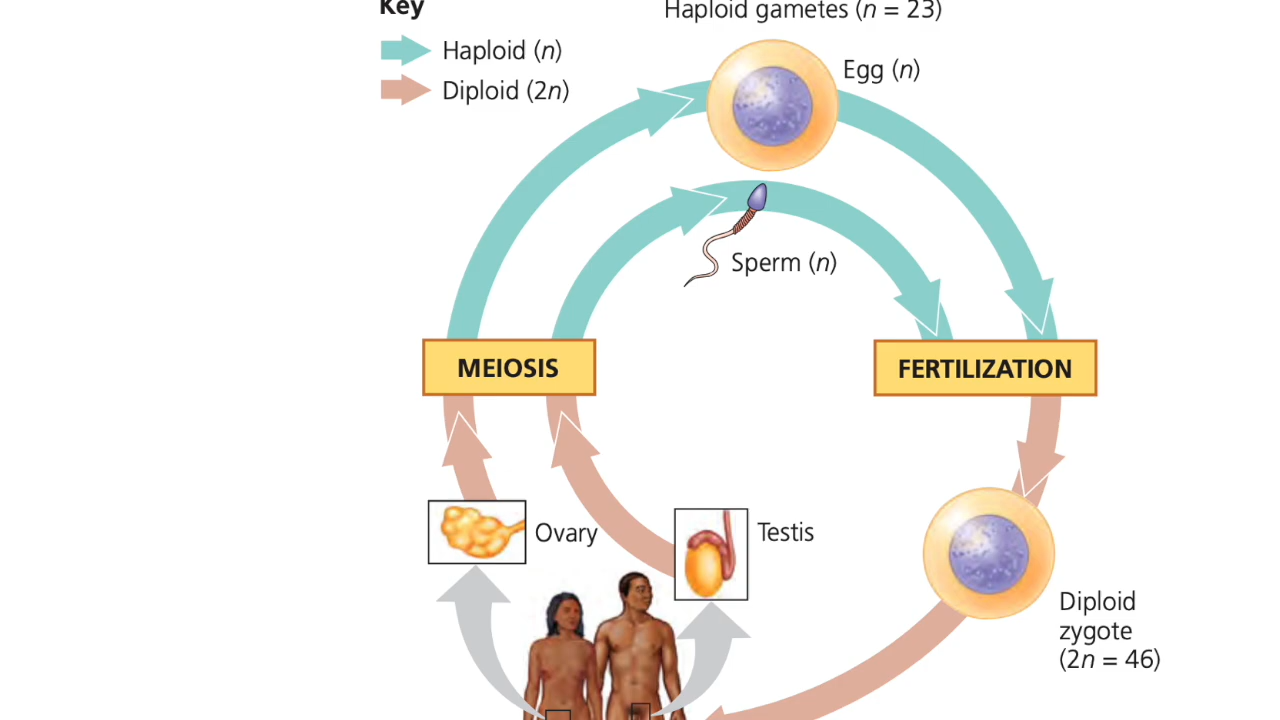 Key
Haploid (n)
Diploid (2n)
Haploid gametes (n = 23)
Egg (n)
Sperm (n)
MEIOSIS
FERTILIZATION
Ovary
Testis
Diploid
zygote
(2n = 46)